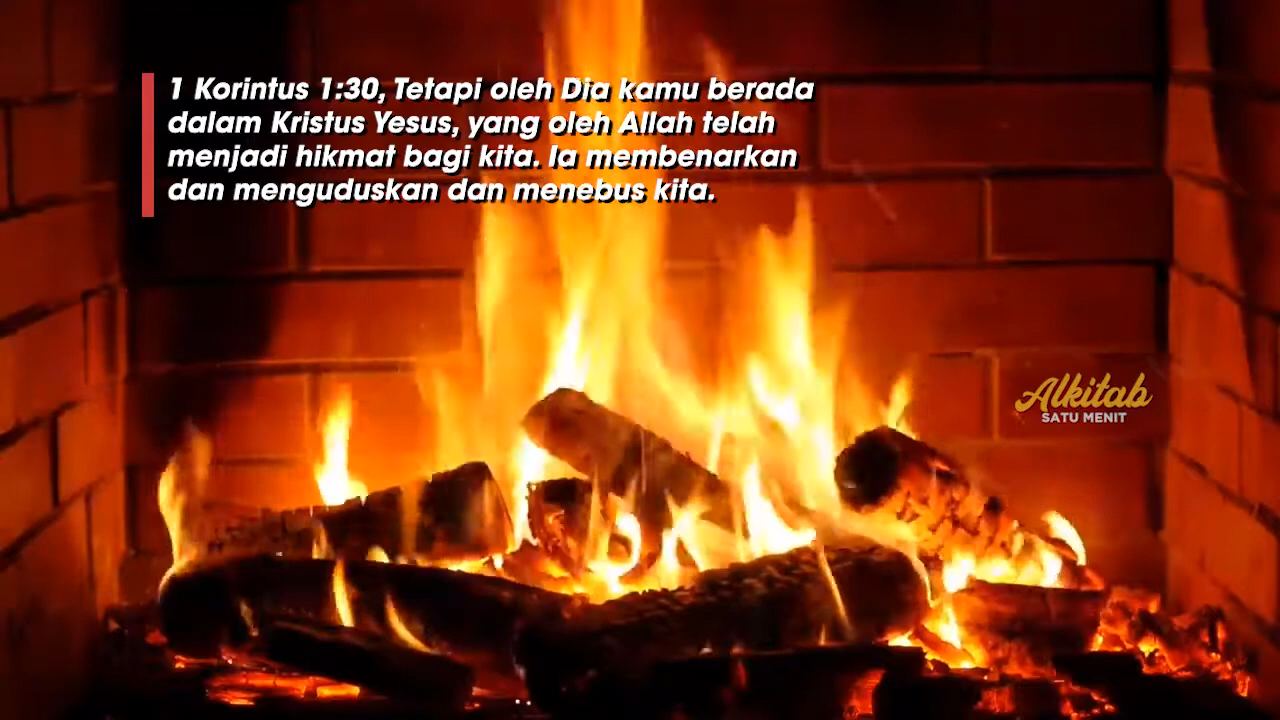 1 Korintus 1:30, Tetapi oleh Dia kamu berada
dalam Kristus Yesus, yang oleh Allah telah
menjadi hikmat bagi kita. Ia membenarkan
dan menguduskan dan menebus kita.
Alkitab
SATU MENIT